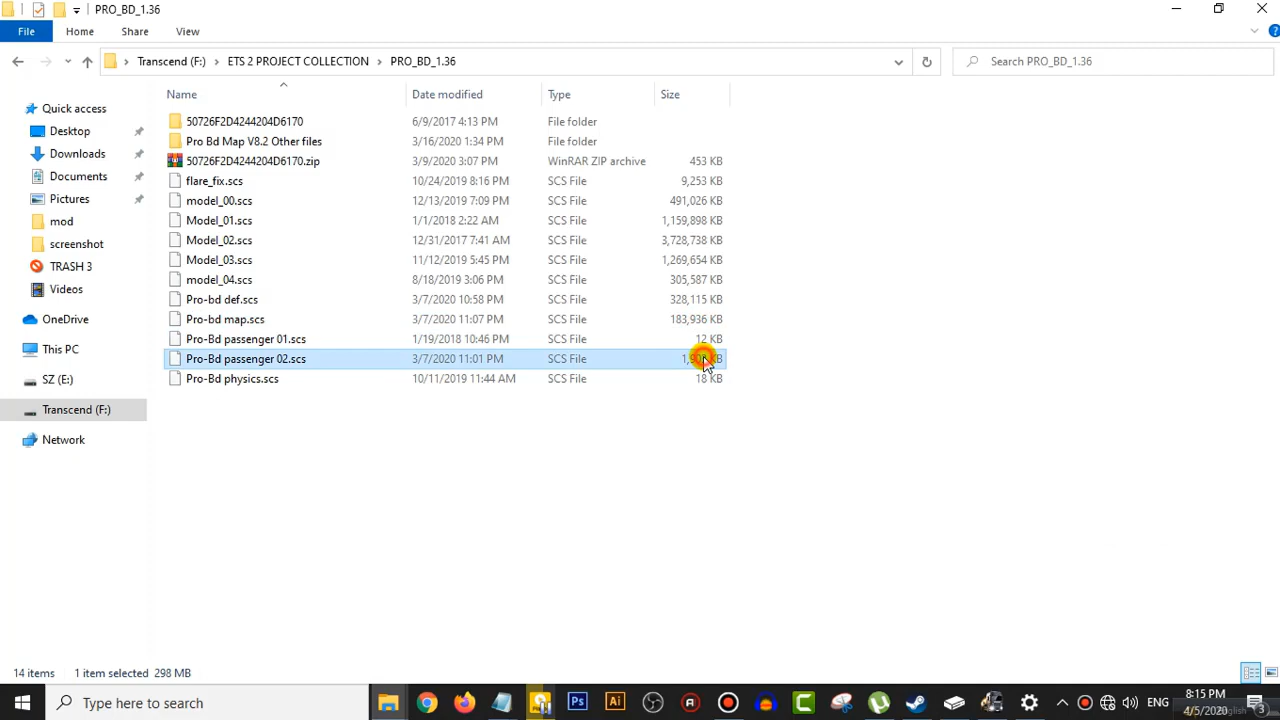 PRO_BD_1.36
File Home Share View
Transcend (F:) ETS 2 PROJECT COLLECTION PRO_BD_1.36
Search PRO_BD_1.36
Name Date modified Type Size
Quick access
Desktop
Downloads
Documents
Pictures
mod
screenshot
TRASH 3
Videos
OneDrive
This PC
SZ (E:)
Transcend (F:)
Network
50726F2D4244204D6170 6/9/2017 4:13 PM File folder
Pro Bd Map V8.2 Other files 3/16/2020 1:34 PM File folder
50726F2D4244204D6170.zip 3/9/2020 3:07 PM WinRAR ZIP archive 453 KB
flare_fix.scs 10/24/2019 8:16 PM SCS File 9,253 KB
model_00.scs 12/13/2019 7:09 PM SCS File 491,026 KB
Model_01.scs 1/1/2018 2:22 AM SCS File 1,159,898 KB
Model_02.scs 12/31/2017 7:41 AM SCS File 3,728,738 KB
Model_03.scs 11/12/2019 5:45 PM SCS File 1,269,654 KB
model_04.scs 8/18/2019 3:06 PM SCS File 305,587 KB
Pro-bd def.scs 3/7/2020 10:58 PM SCS File 328,115 KB
Pro-bd map.scs 3/7/2020 11:07 PM SCS File 183,936 KB
Pro-Bd passenger 01.scs 1/19/2018 10:46 PM SCS File 12 KB
Pro-Bd passenger 02.scs 3/7/2020 11:01 PM SCS File KB
Pro-Bd physics.scs 10/11/2019 11:44 AM SCS File 18 KB
14 items 1 item selected 298 MB
Type here to search
Ps Ai
ENG
8:15 PM
4/5/2020
English
3